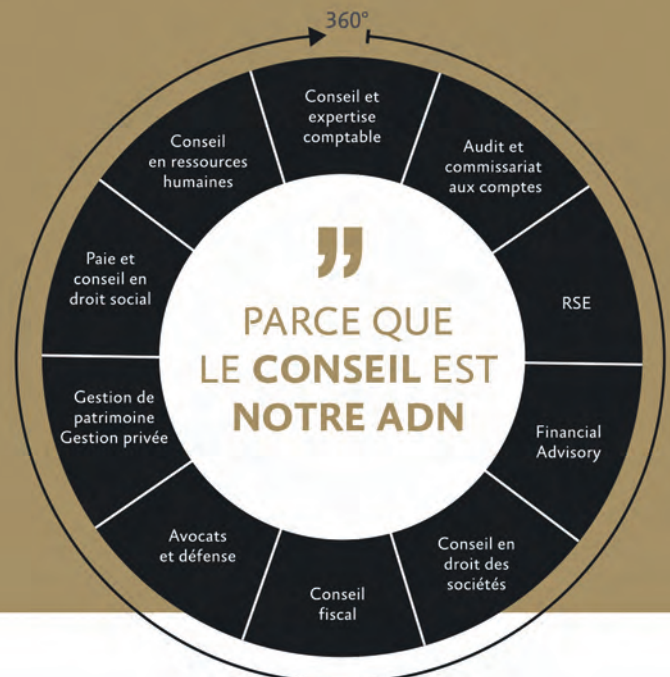 360°
Conseil et
expertise
comptable
Audit et
commissariat
aux comptes
RSE
Financial
Advisory
Conseil en
droit des
sociétés
Conseil
fiscal
Avocats
et défense
Gestion de
patrimoine
Gestion privée
Paie et
conseil en
droit social
Conseil
en ressources
humaines
”
PARCE QUE
LE CONSEIL EST
NOTRE ADN